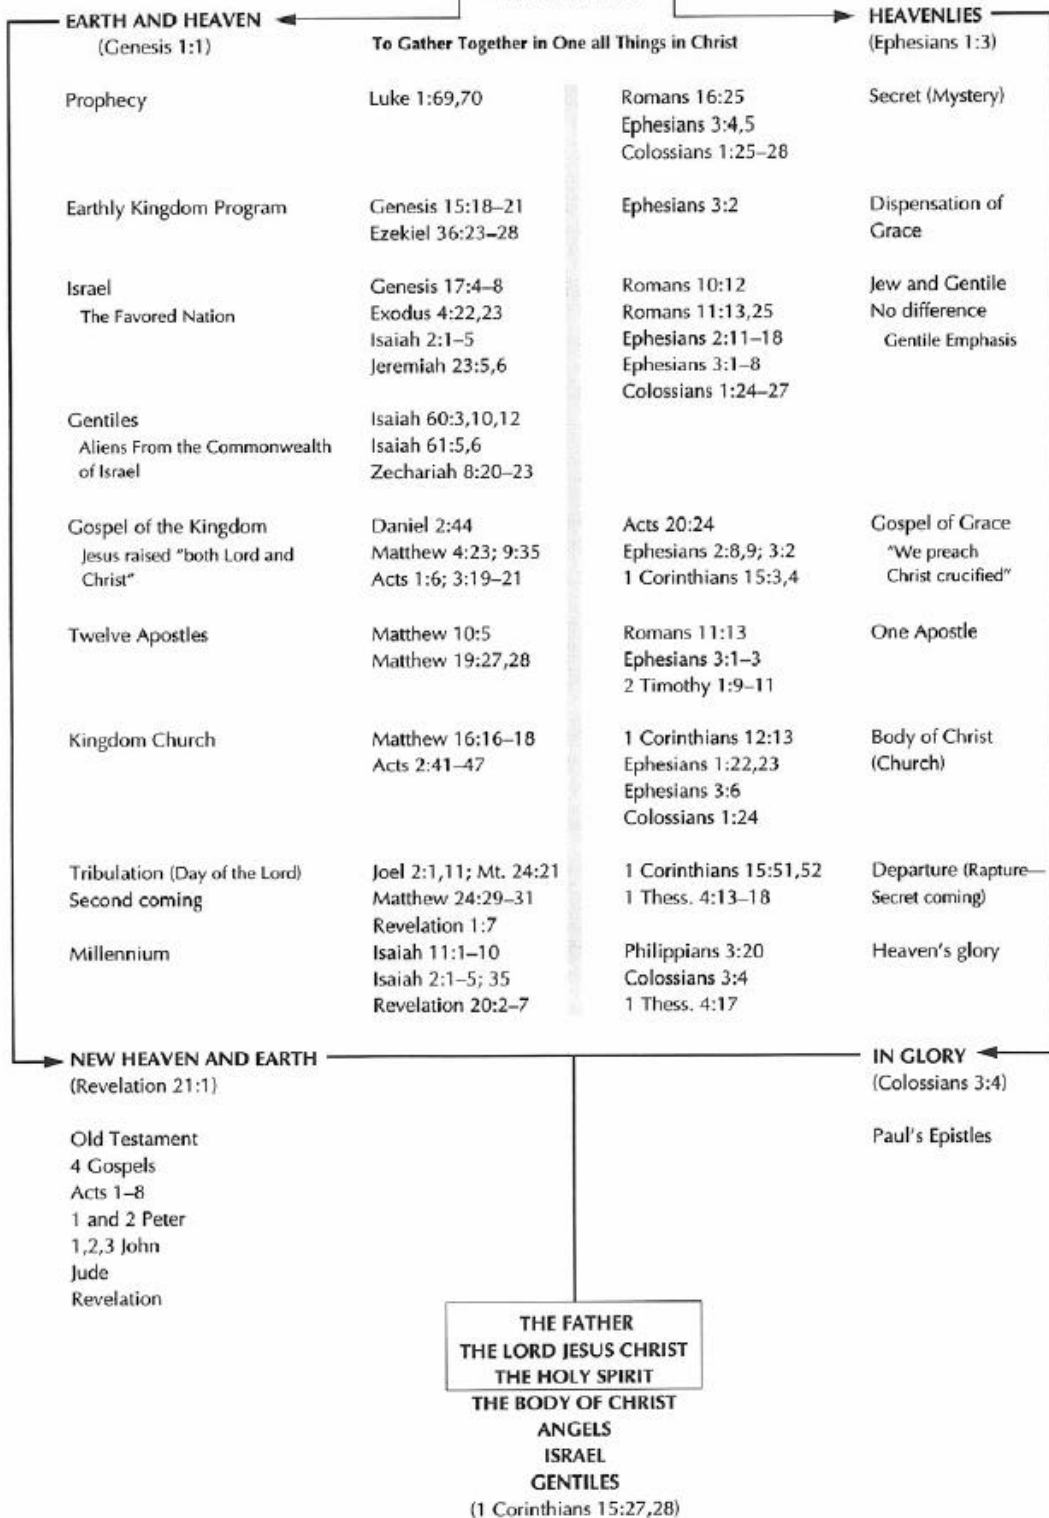 EARTH AND HEAVEN
(Genesis 1:1)
To Gather Together in One all Things in Christ
HEAVENLIES
(Ephesians 1:3)
Prophecy
Luke 1:69,70
Romans 16:25
Ephesians 3:4,5
Colossians 1:25–28
Secret (Mystery)
Earthly Kingdom Program
Genesis 15:18–21
Ezekiel 36:23–28
Ephesians 3:2
Dispensation of
Grace
Israel
The Favored Nation
Genesis 17:4–8
Exodus 4:22,23
Isaiah 2:1–5
Jeremiah 23:5,6
Romans 10:12
Romans 11:13,25
Ephesians 2:11–18
Ephesians 3:1–8
Colossians 1:24–27
Jew and Gentile
No difference
Gentile Emphasis
Gentiles
Aliens From the Commonwealth
of Israel
Isaiah 60:3,10,12
Isaiah 61:5,6
Zechariah 8:20–23
Gospel of the Kingdom
Jesus raised "both Lord and
Christ"
Daniel 2:44
Matthew 4:23; 9:35
Acts 1:6; 3:19–21
Acts 20:24
Ephesians 2:8,9; 3:2
1 Corinthians 15:3,4
Gospel of Grace
"We preach
Christ crucified"
Twelve Apostles
Matthew 10:5
Matthew 19:27,28
Romans 11:13
Ephesians 3:1–3
2 Timothy 1:9–11
One Apostle
Kingdom Church
Matthew 16:16–18
Acts 2:41–47
1 Corinthians 12:13
Ephesians 1:22,23
Ephesians 3:6
Colossians 1:24
Body of Christ
(Church)
Tribulation (Day of the Lord)
Second coming
Joel 2:1,11; Mt. 24:21
Matthew 24:29–31
Revelation 1:7
1 Corinthians 15:51,52
1 Thess. 4:13–18
Departure (Rapture—
Secret coming)
Millennium
Isaiah 11:1–10
Isaiah 2:1–5; 35
Revelation 20:2–7
Philippians 3:20
Colossians 3:4
1 Thess. 4:17
Heaven's glory
NEW HEAVEN AND EARTH
(Revelation 21:1)
IN GLORY
(Colossians 3:4)
Old Testament
4 Gospels
Acts 1–8
1 and 2 Peter
1,2,3 John
Jude
Revelation
Paul's Epistles
THE FATHER
THE LORD JESUS CHRIST
THE HOLY SPIRIT
THE BODY OF CHRIST
ANGELS
ISRAEL
GENTILES
(1 Corinthians 15:27,28)